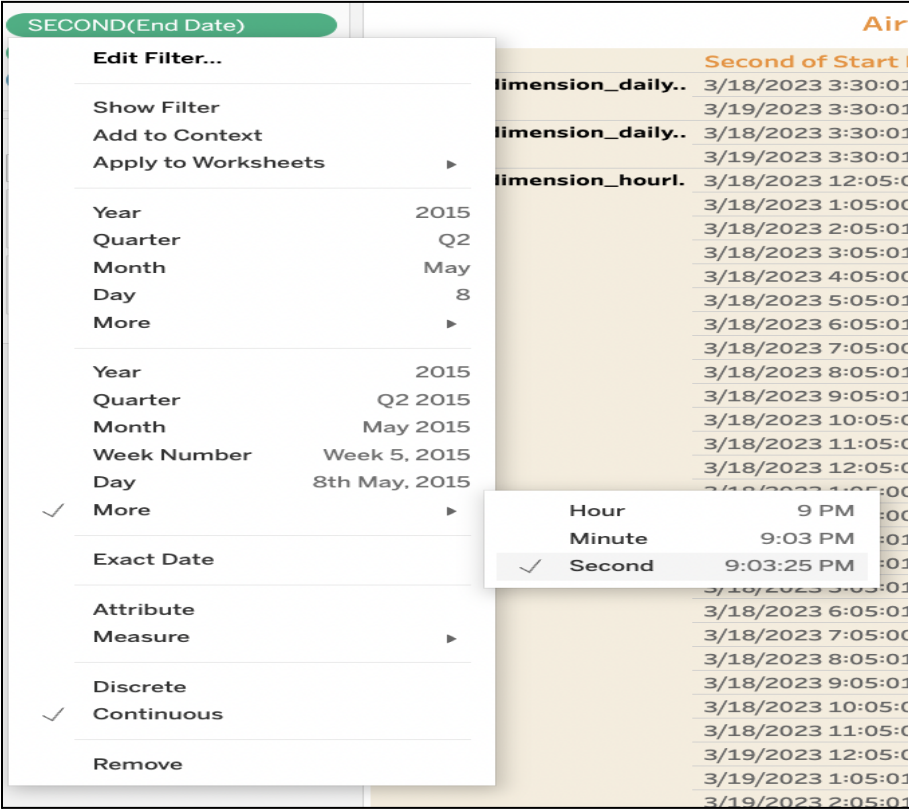 SECOND(End Date)
Edit Filter...
Show Filter
Add to Context
Apply to Worksheets
Year 2015
Quarter Q2
Month May
Day 8
More
Year 2015
Quarter Q2 2015
Month May 2015
Week Number Week 5, 2015
Day 8th May, 2015
More
Hour 9 PM
Minute 9:03 PM
Second 9:03:25 PM
Exact Date
Attribute
Measure
Discrete
Continuous
Remove
Air
Second of Start
dimension_daily.. 3/18/2023 3:30:01
3/19/2023 3:30:01
dimension_daily.. 3/18/2023 3:30:01
3/19/2023 3:30:01
dimension_hourl. 3/18/2023 12:05:0
3/18/2023 1:05:00
3/18/2023 2:05:01
3/18/2023 3:05:01
3/18/2023 4:05:00
3/18/2023 5:05:01
3/18/2023 6:05:01
3/18/2023 7:05:00
3/18/2023 8:05:01
3/18/2023 9:05:01
3/18/2023 10:05:0
3/18/2023 11:05:0
3/18/2023 12:05:0
3/18/2023 6:05:01
3/18/2023 7:05:00
3/18/2023 8:05:01
3/18/2023 9:05:01
3/18/2023 10:05:0
3/18/2023 11:05:0
3/19/2023 12:05:0
3/19/2023 1:05:01
3/19/2023 2:05:01